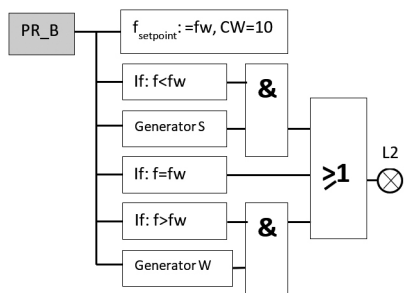 PR_B
f_setpoint: =fw, CW=10
If: f<fw
&
Generator S
L2
≥1
If: f=fw
If: f>fw
&
Generator W